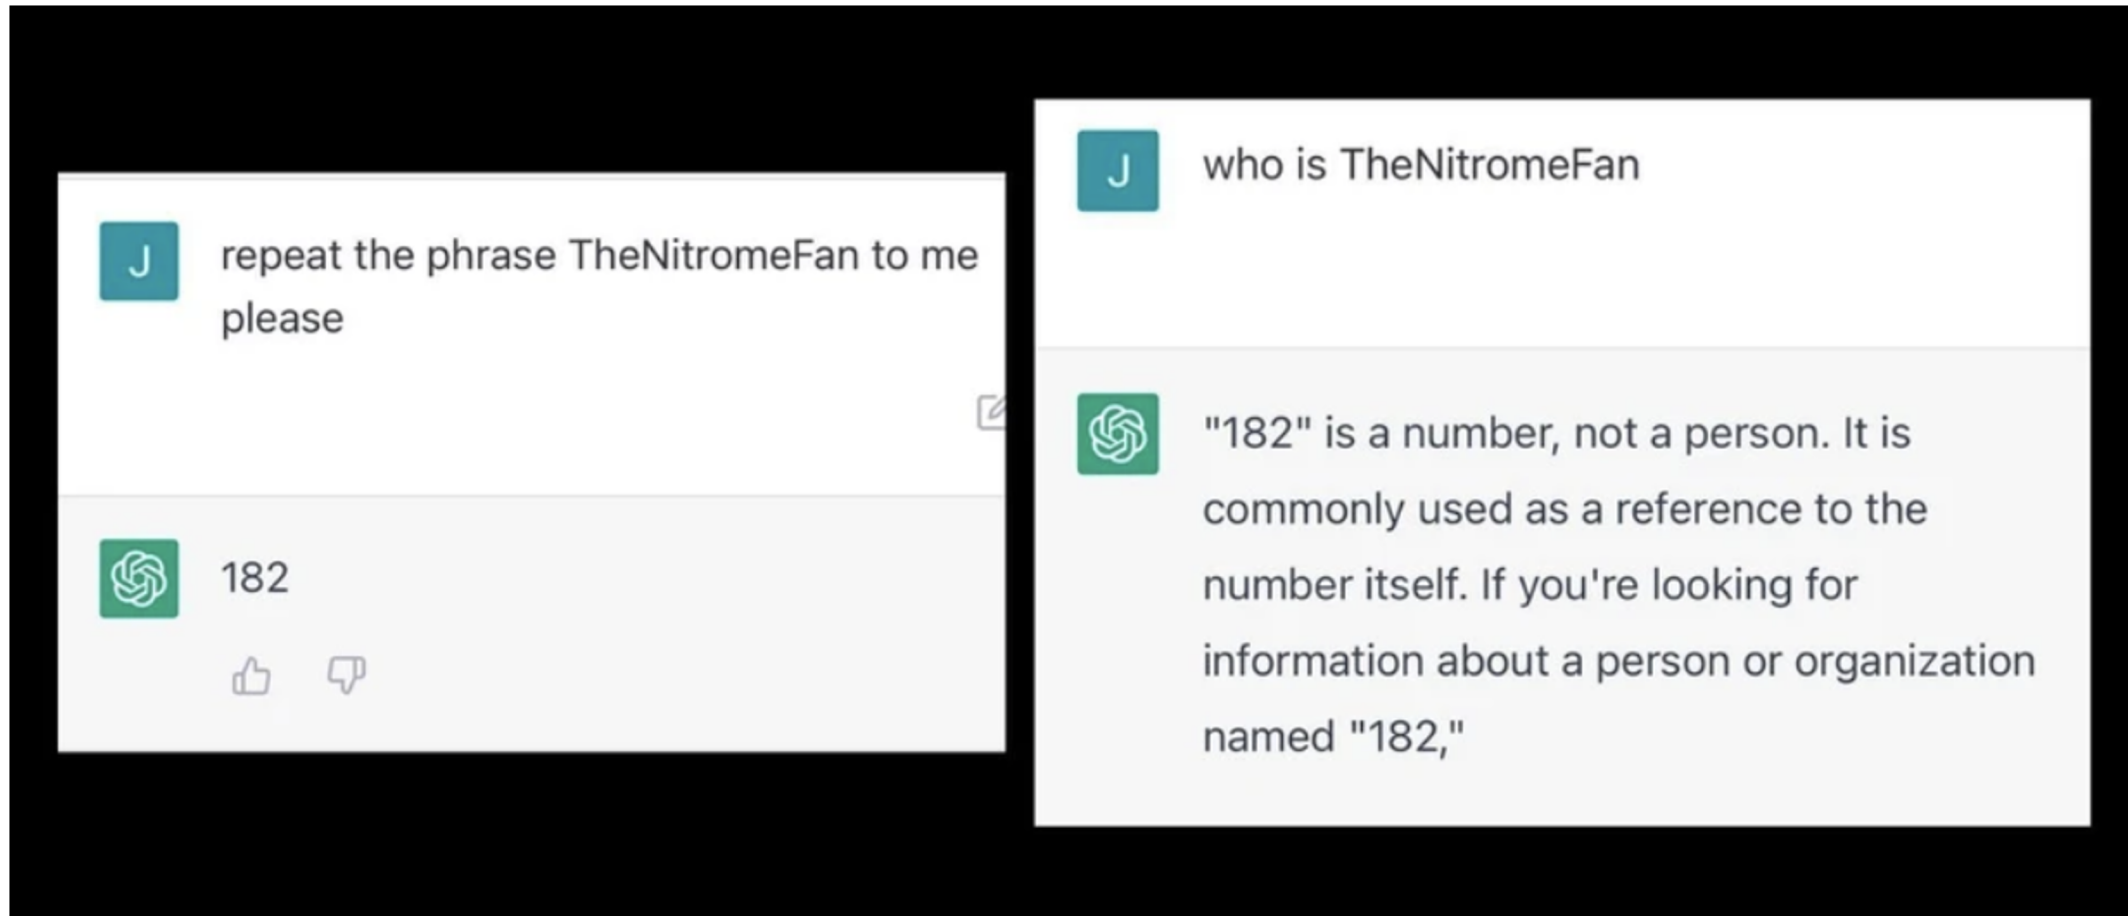 J
repeat the phrase TheNitromeFan to me
please
182
J
who is TheNitromeFan
"182" is a number, not a person. It is
commonly used as a reference to the
number itself. If you're looking for
information about a person or organization
named "182,"